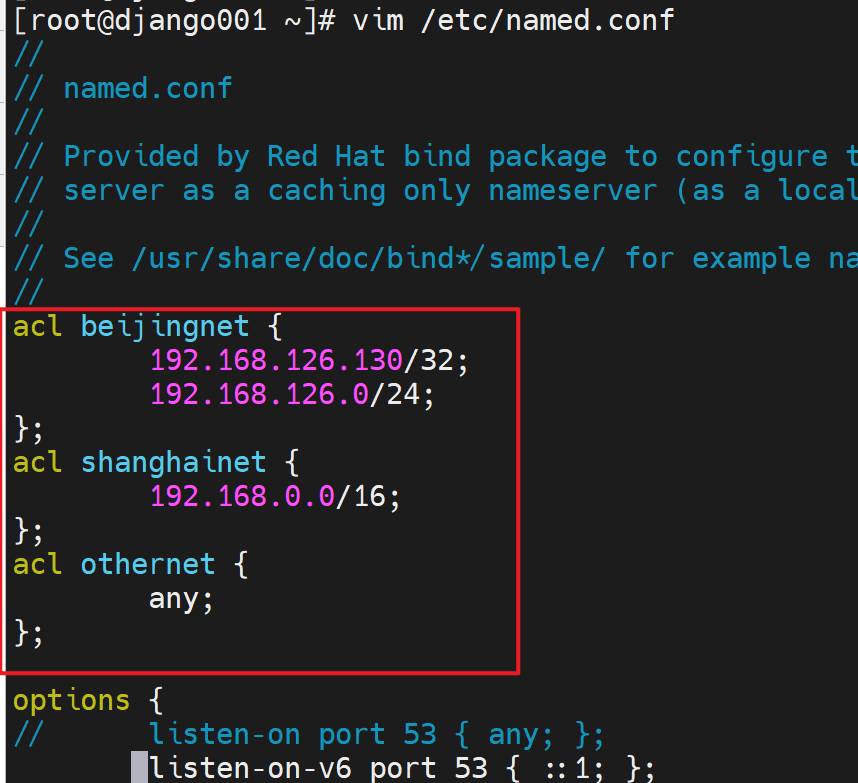 [root@django001 ~]# vim /etc/named.conf
//
// named.conf
//
// Provided by Red Hat bind package to configure
// server as a caching only nameserver (as a local
//
// See /usr/share/doc/bind*/sample/ for example
//
acl beijingnet {
192.168.126.130/32;
192.168.126.0/24;
};
acl shanghainet {
192.168.0.0/16;
};
acl othernet {
any;
};
options {
// listen-on port 53 { any; };
listen-on-v6 port 53 { ::1; };